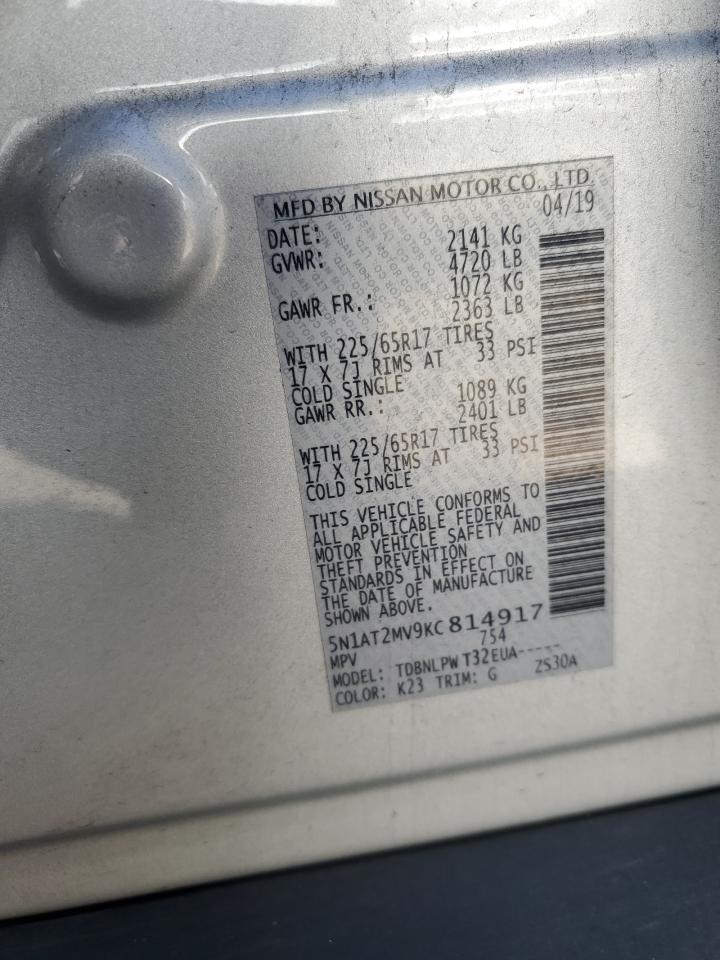 MFD BY NISSAN MOTOR CO., LTD.
DATE: 04/19
GVWR: 2141 KG
4720 LB
GAWR FR.: 1072 KG
2363 LB
WITH 225/65R17 TIRES
17 X 7J RIMS AT 33 PSI
COLD SINGLE
GAWR RR.: 1089 KG
2401 LB
WITH 225/65R17 TIRES
17 X 7J RIMS AT 33 PSI
COLD SINGLE
THIS VEHICLE CONFORMS TO
ALL APPLICABLE FEDERAL
MOTOR VEHICLE SAFETY AND
THEFT PREVENTION
STANDARDS IN EFFECT ON
THE DATE OF MANUFACTURE
SHOWN ABOVE.
5N1AT2MV9KC814917
MPV 754
MODEL: TDBNLPW T32EUA-----
COLOR: K23 TRIM: G ZS30A